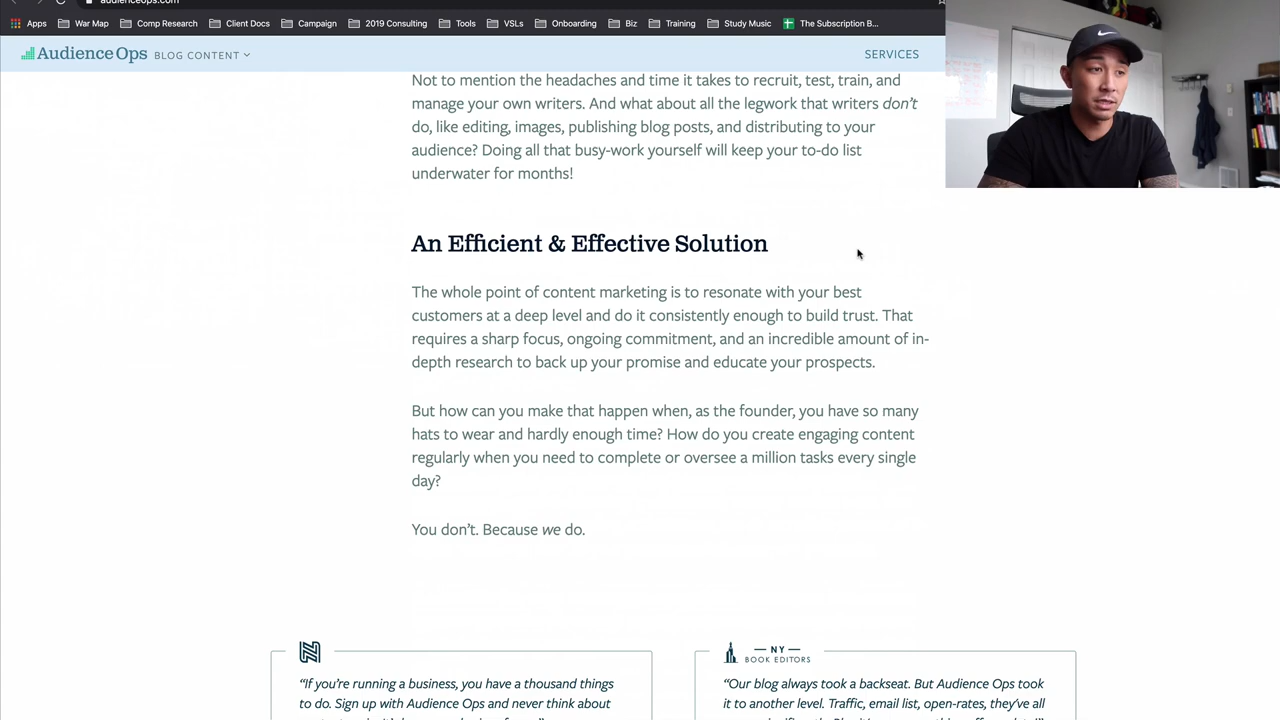 audienceops.com
Apps War Map Comp Research Client Docs Campaign 2019 Consulting Tools VSLs Onboarding Biz Training Study Music The Subscription B...
AudienceOps BLOG CONTENT SERVICES
Not to mention the headaches and time it takes to recruit, test, train, and
manage your own writers. And what about all the legwork that writers don't
do, like editing, images, publishing blog posts, and distributing to your
audience? Doing all that busy-work yourself will keep your to-do list
underwater for months!
An Efficient & Effective Solution
The whole point of content marketing is to resonate with your best
customers at a deep level and do it consistently enough to build trust. That
requires a sharp focus, ongoing commitment, and an incredible amount of in-
depth research to back up your promise and educate your prospects.
But how can you make that happen when, as the founder, you have so many
hats to wear and hardly enough time? How do you create engaging content
regularly when you need to complete or oversee a million tasks every single
day?
You don't. Because we do.
N
"If you're running a business, you have a thousand things
to do. Sign up with Audience Ops and never think about
NY
BOOK EDITORS
"Our blog always took a backseat. But Audience Ops took
it to another level. Traffic, email list, open-rates, they've all